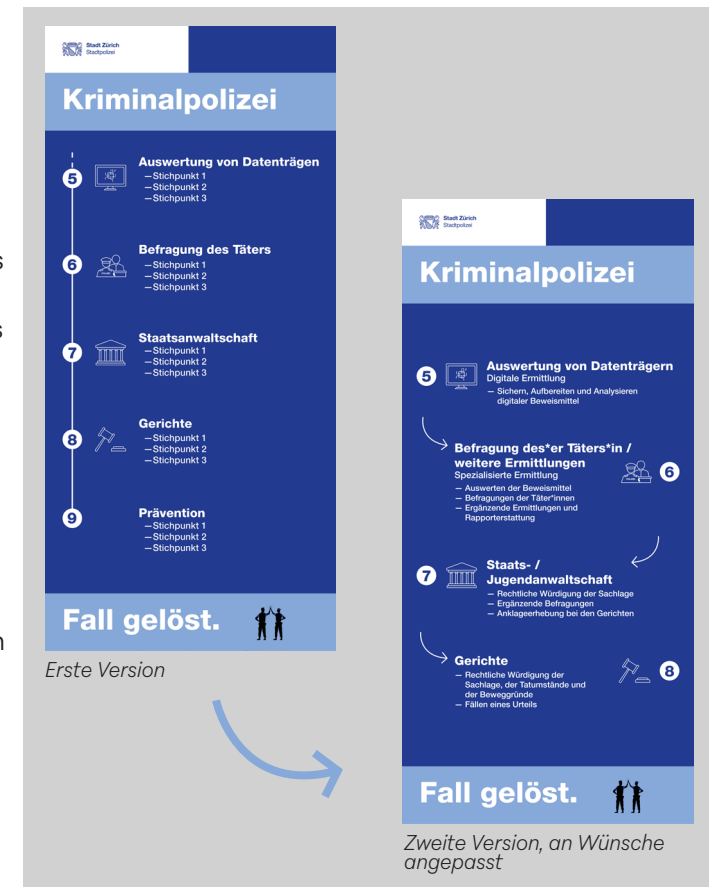 Stadt Zürich
Stadtpolizei
Kriminalpolizei
5
Auswertung von Datenträgen
— Stichpunkt 1
— Stichpunkt 2
— Stichpunkt 3
6
Befragung des Täters
— Stichpunkt 1
— Stichpunkt 2
— Stichpunkt 3
7
Staatsanwaltschaft
— Stichpunkt 1
— Stichpunkt 2
— Stichpunkt 3
8
Gerichte
— Stichpunkt 1
— Stichpunkt 2
— Stichpunkt 3
9
Prävention
— Stichpunkt 1
— Stichpunkt 2
— Stichpunkt 3
Fall gelöst.
Erste Version
Stadt Zürich
Stadtpolizei
Kriminalpolizei
5
Auswertung von Datenträgern
Digitale Ermittlung
— Sichern, Aufbereiten und Analysieren
digitaler Beweismittel
Befragung des*er Täters*in /
weitere Ermittlungen
Spezialisierte Ermittlung
— Auswerten der Beweismittel
— Befragungen der Täter*innen
— Ergänzende Ermittlungen und
Rapporterstattung
6
7
Staats- /
Jugendanwaltschaft
— Rechtliche Würdigung der Sachlage
— Ergänzende Befragungen
— Anklageerhebung bei den Gerichten
Gerichte
— Rechtliche Würdigung der
Sachlage, der Tatumstände und
der Beweggründe
— Fällen eines Urteils
8
Fall gelöst.
Zweite Version, an Wünsche
angepasst